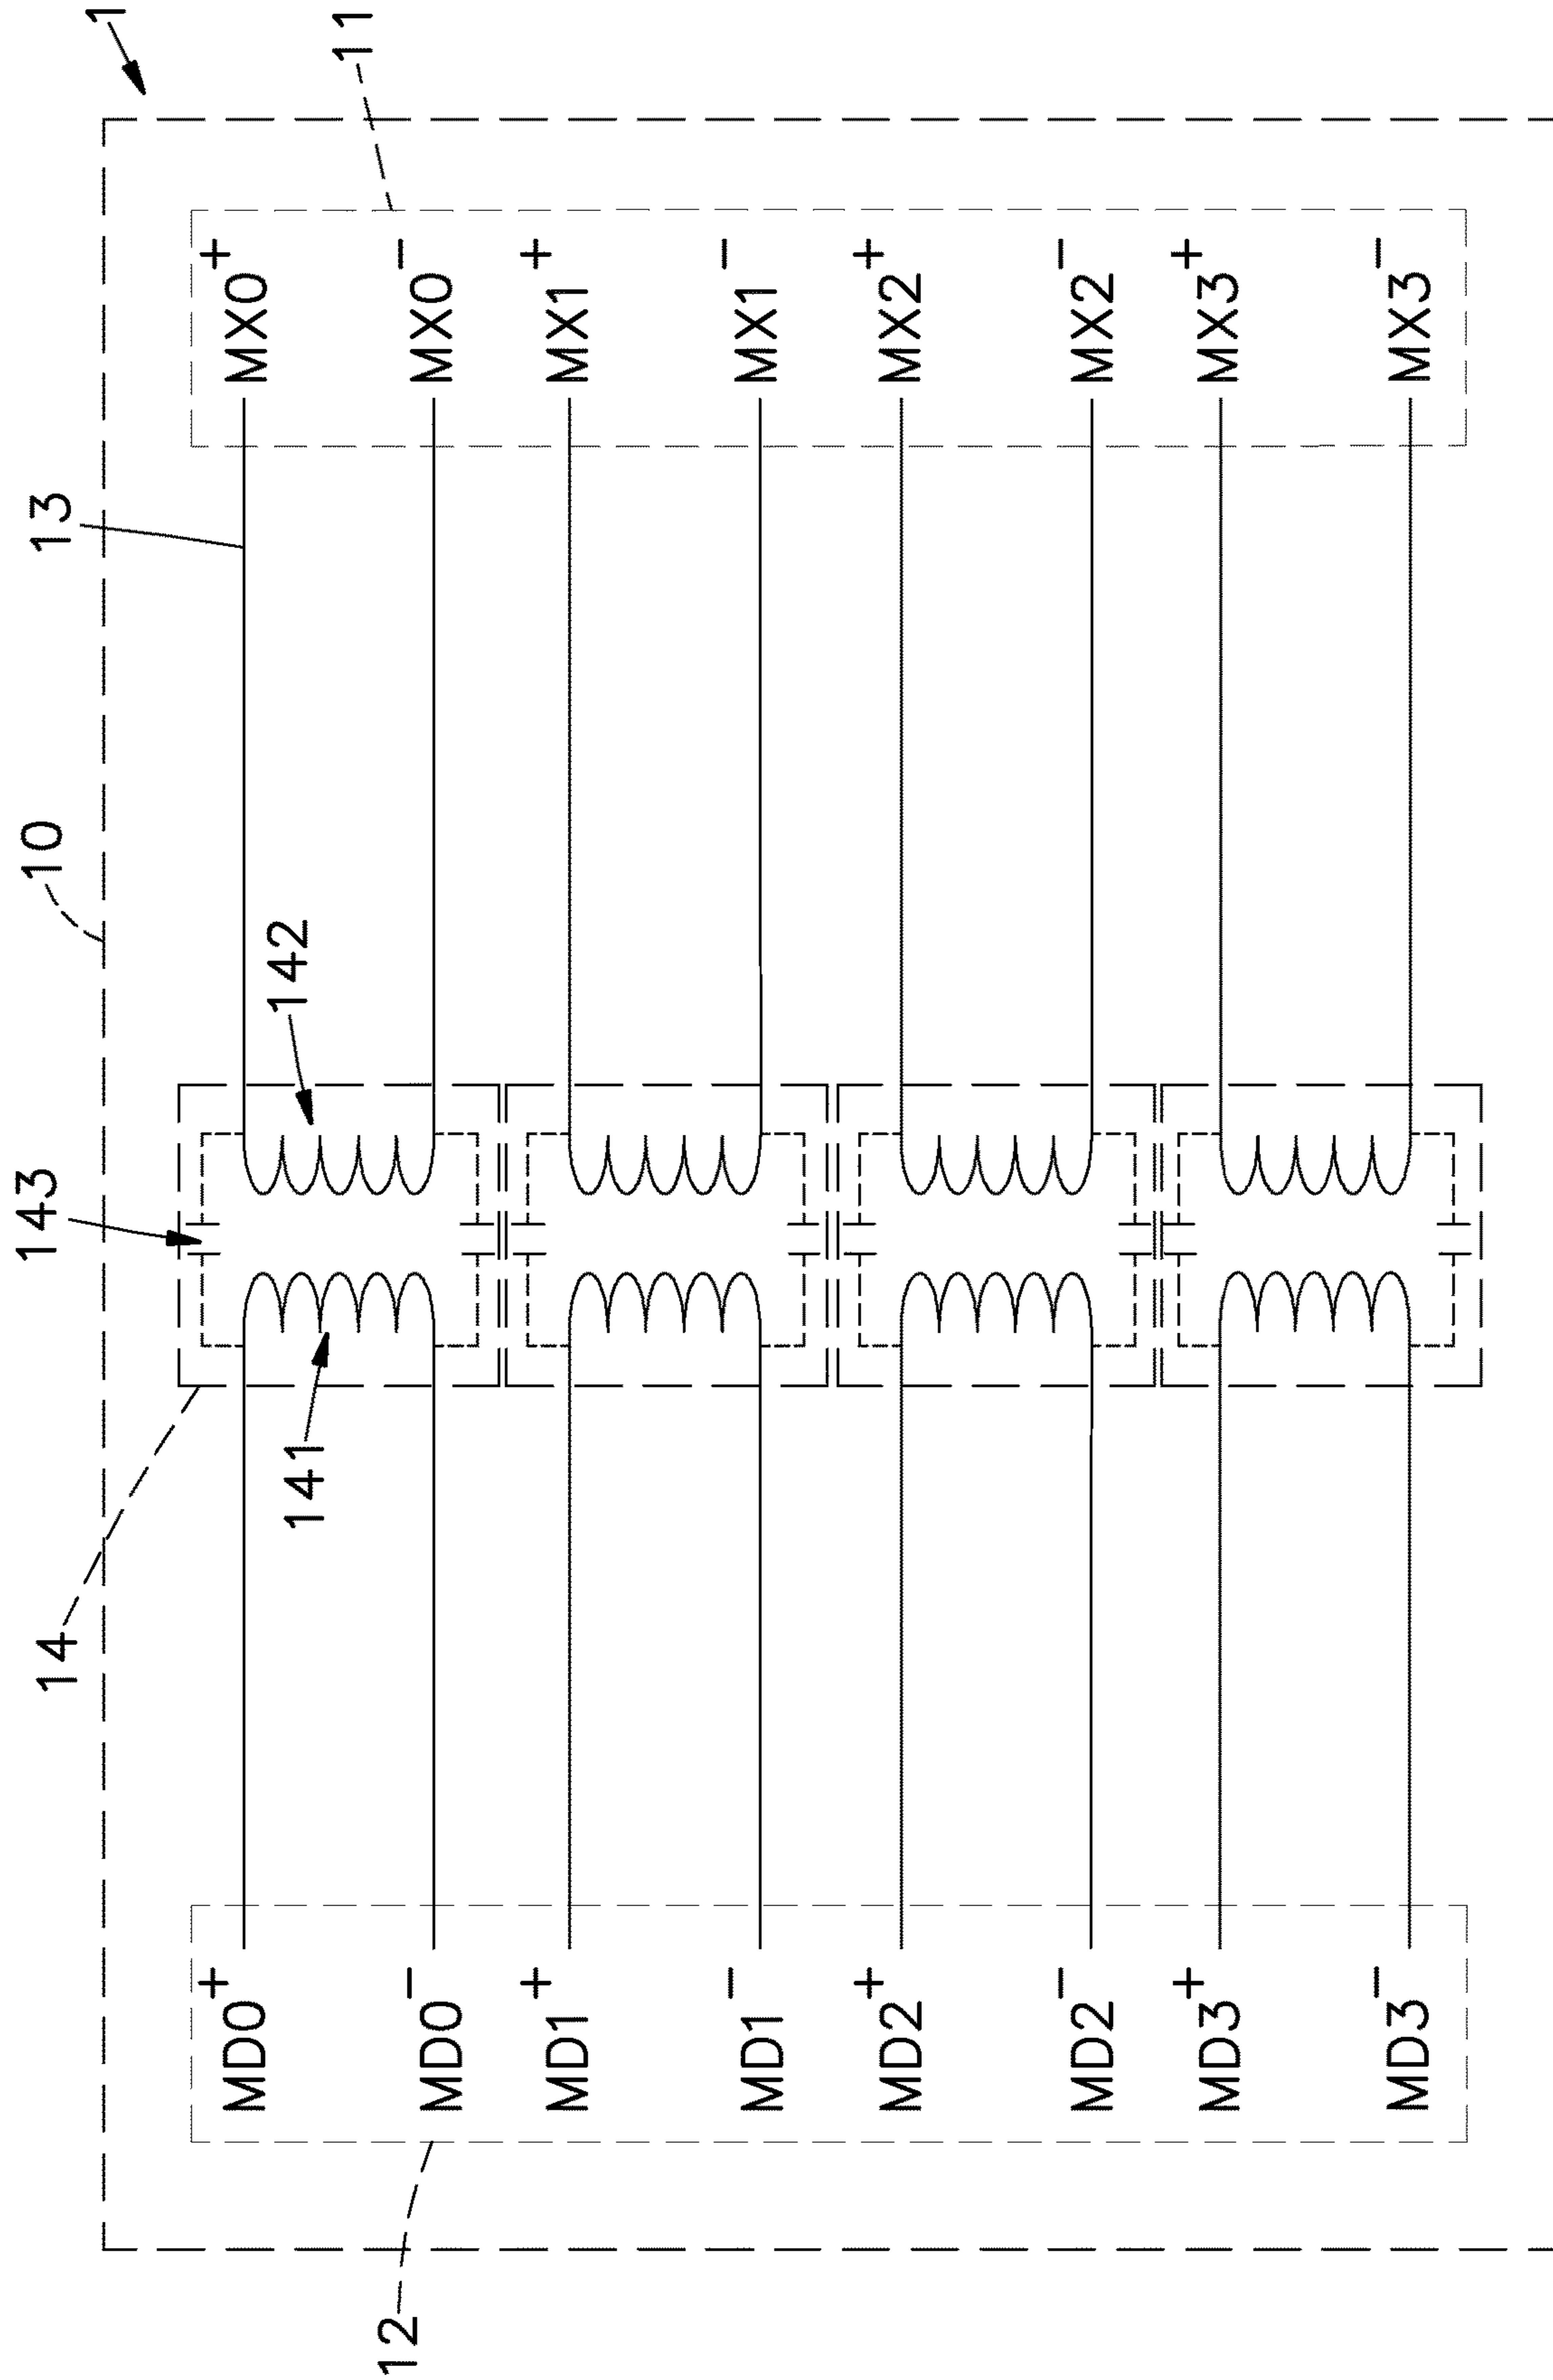 1
10
11
13
142
143
14
141
12
MX0+
MX0-
MX1+
MX1-
MX2+
MX2-
MX3+
MX3-
MD0+
MD0-
MD1+
MD1-
MD2+
MD2-
MD3+
MD3-